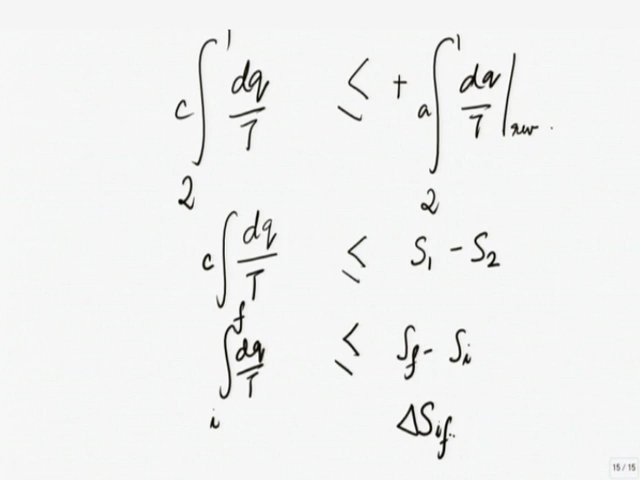 c ∫₂¹ dq/T ≤ + a ∫₂¹ dq/T |rev.
c ∫ dq/T ≤ S₁ - S₂
∫ᵢᶠ dq/T ≤ S_f - S_i
ΔS_if.
15 / 15